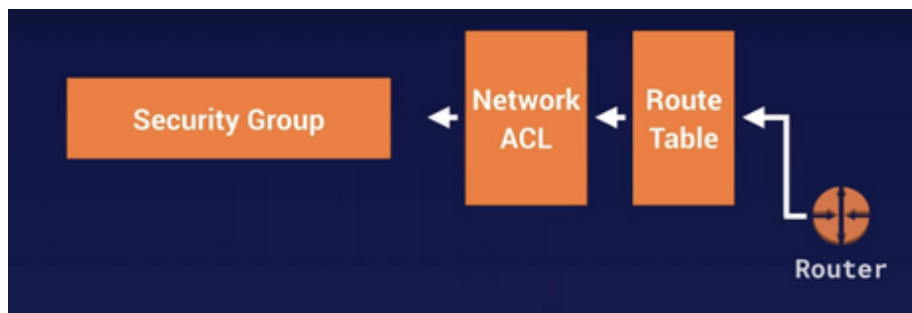 Security Group
Network
ACL
Route
Table
Router